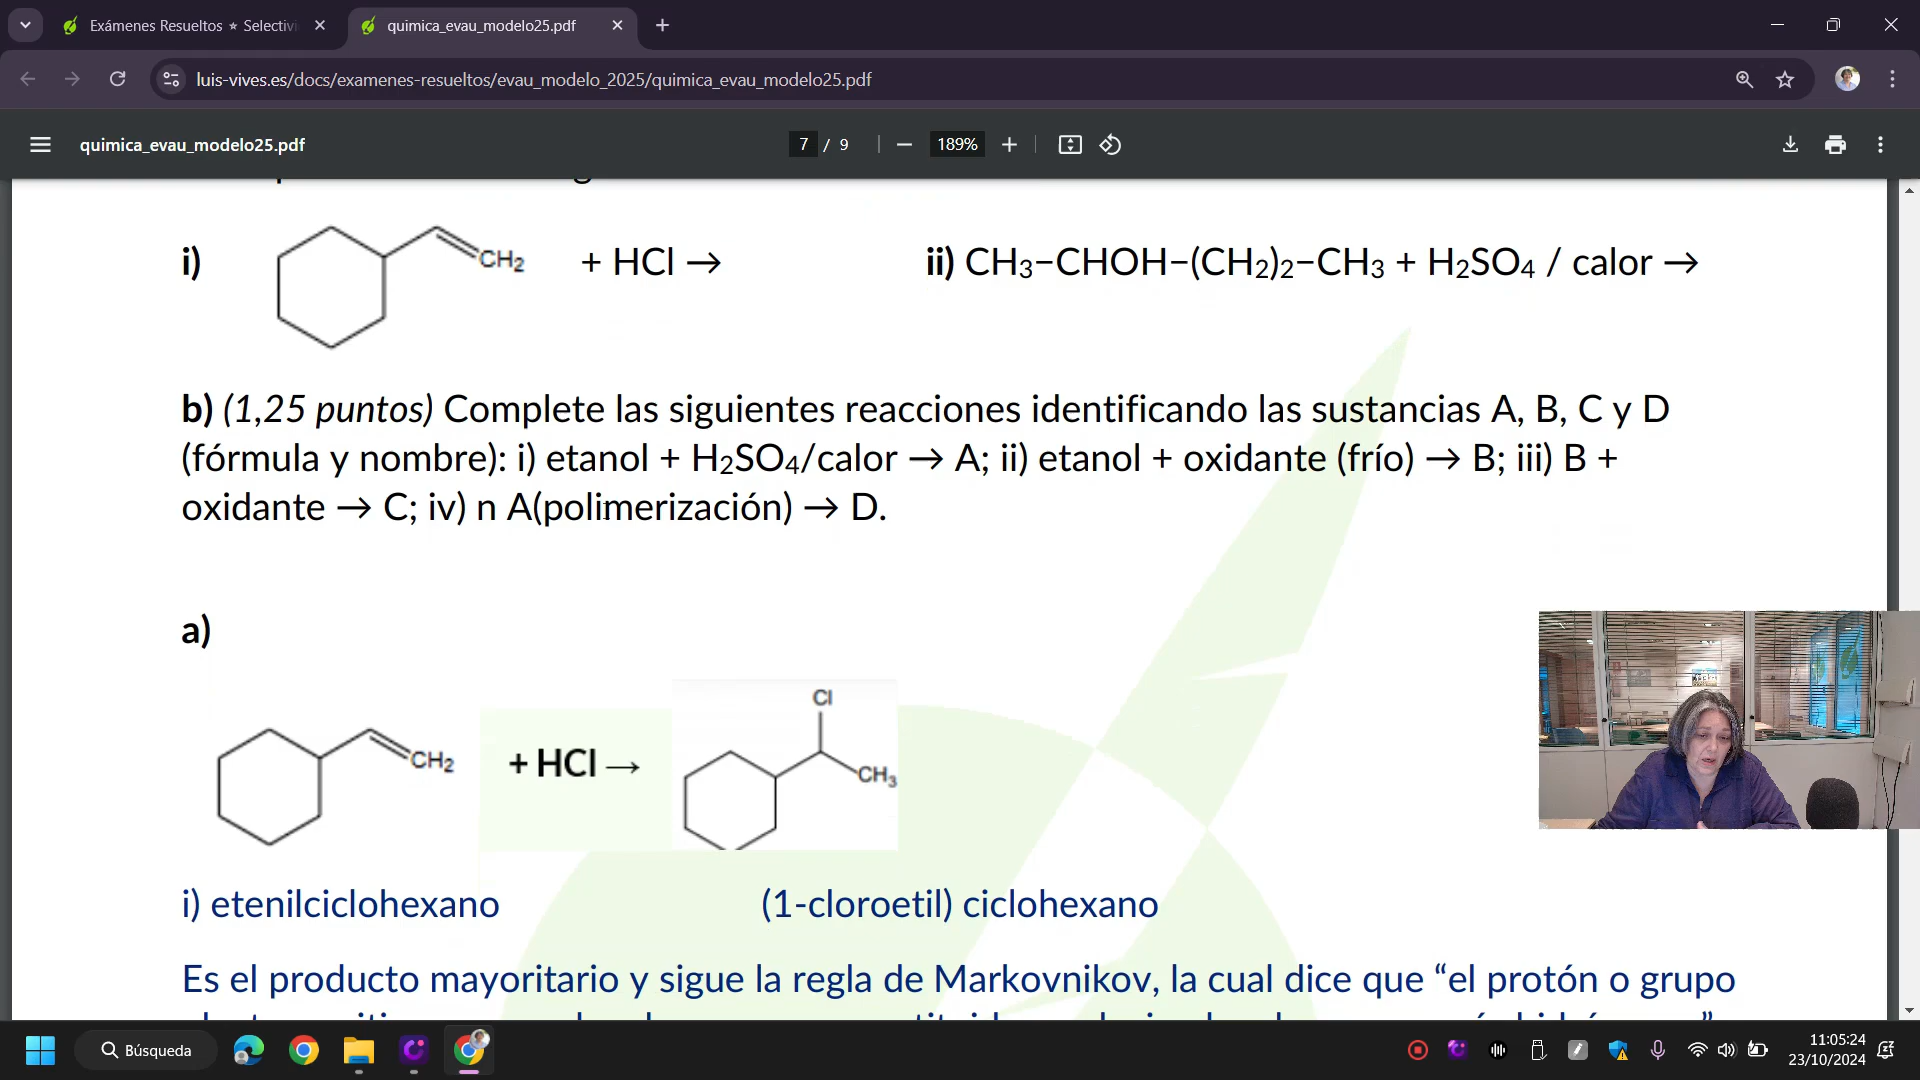 Exámenes Resueltos ⭑ Selectivi
quimica_evau_modelo25.pdf
luis-vives.es/docs/examenes-resueltos/evau_modelo_2025/quimica_evau_modelo25.pdf
quimica_evau_modelo25.pdf
7 / 9
189%
i) CH₂ + HCl → ii) CH₃−CHOH−(CH₂)₂−CH₃ + H₂SO₄ / calor →
b) (1,25 puntos) Complete las siguientes reacciones identificando las sustancias A, B, C y D
(fórmula y nombre): i) etanol + H₂SO₄/calor → A; ii) etanol + oxidante (frío) → B; iii) B +
oxidante → C; iv) n A(polimerización) → D.
a)
Cl
CH₂ + HCl → CH₃
i) etenilciclohexano (1-cloroetil) ciclohexano
Es el producto mayoritario y sigue la regla de Markovnikov, la cual dice que “el protón o grupo
Búsqueda
11:05:24
23/10/2024